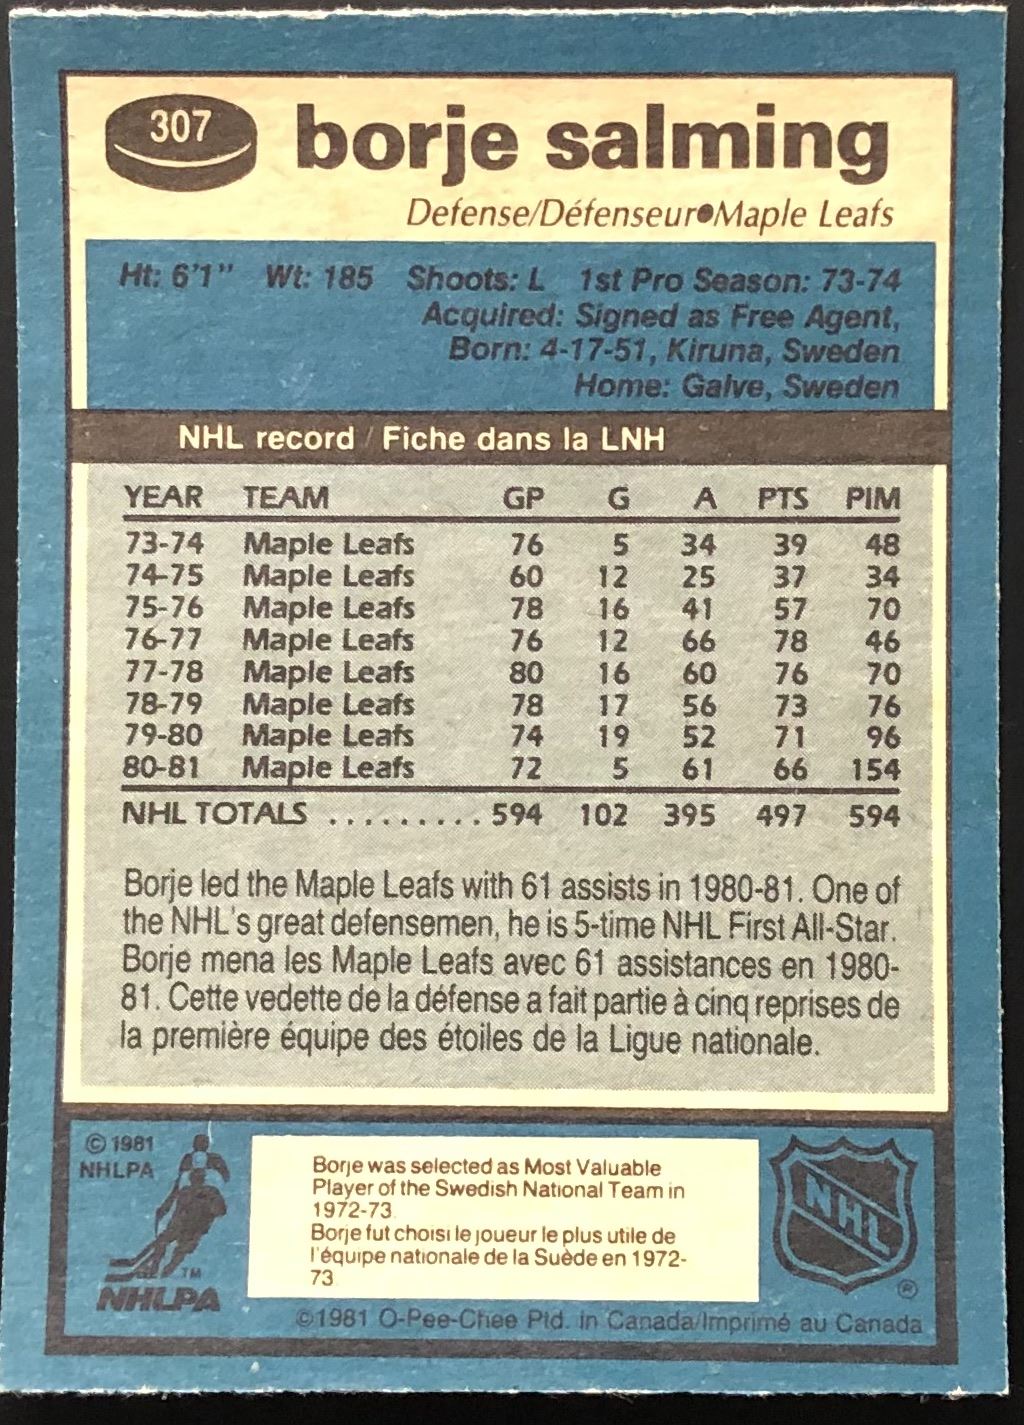 307
borje salming
Defense/Défenseur•Maple Leafs
Ht: 6'1" Wt: 185 Shoots: L 1st Pro Season: 73-74
Acquired: Signed as Free Agent,
Born: 4-17-51, Kiruna, Sweden
Home: Galve, Sweden
NHL record / Fiche dans la LNH
YEAR TEAM GP G A PTS PIM
73-74 Maple Leafs 76 5 34 39 48
74-75 Maple Leafs 60 12 25 37 34
75-76 Maple Leafs 78 16 41 57 70
76-77 Maple Leafs 76 12 66 78 46
77-78 Maple Leafs 80 16 60 76 70
78-79 Maple Leafs 78 17 56 73 76
79-80 Maple Leafs 74 19 52 71 96
80-81 Maple Leafs 72 5 61 66 154
NHL TOTALS .......... 594 102 395 497 594
Borje led the Maple Leafs with 61 assists in 1980-81. One of
the NHL's great defensemen, he is 5-time NHL First All-Star.
Borje mena les Maple Leafs avec 61 assistances en 1980-
81. Cette vedette de la défense a fait partie à cinq reprises de
la première équipe des étoiles de la Ligue nationale.
© 1981
NHLPA
TM
NHLPA
Borje was selected as Most Valuable
Player of the Swedish National Team in
1972-73.
Borje fut choisi le joueur le plus utile de
l'équipe nationale de la Suède en 1972-
73.
NHL
®
©1981 O-Pee-Chee Ptd. in Canada/Imprimé au Canada